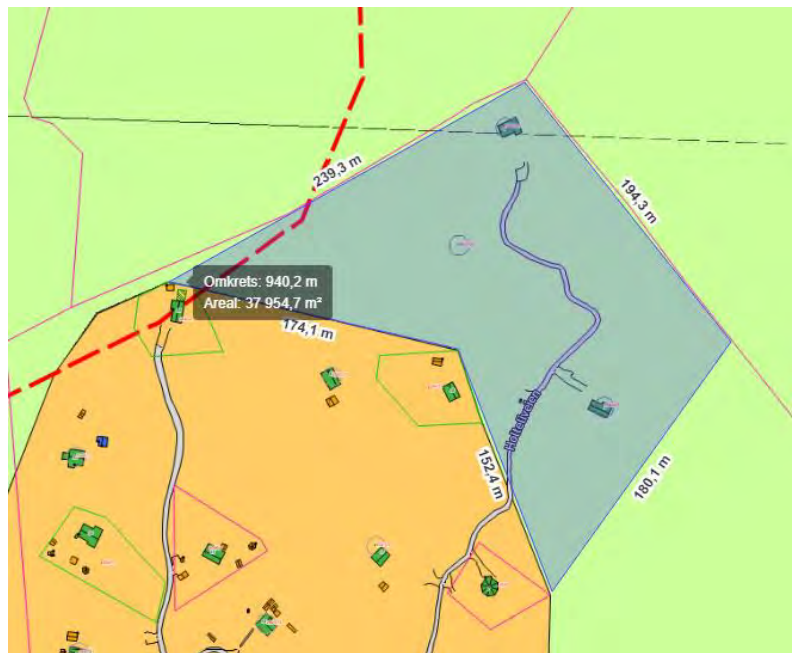 239,3 m
194,3 m
Omkrets: 940,2 m
Areal: 37 954,7 m²
174,1 m
152,4 m
180,1 m